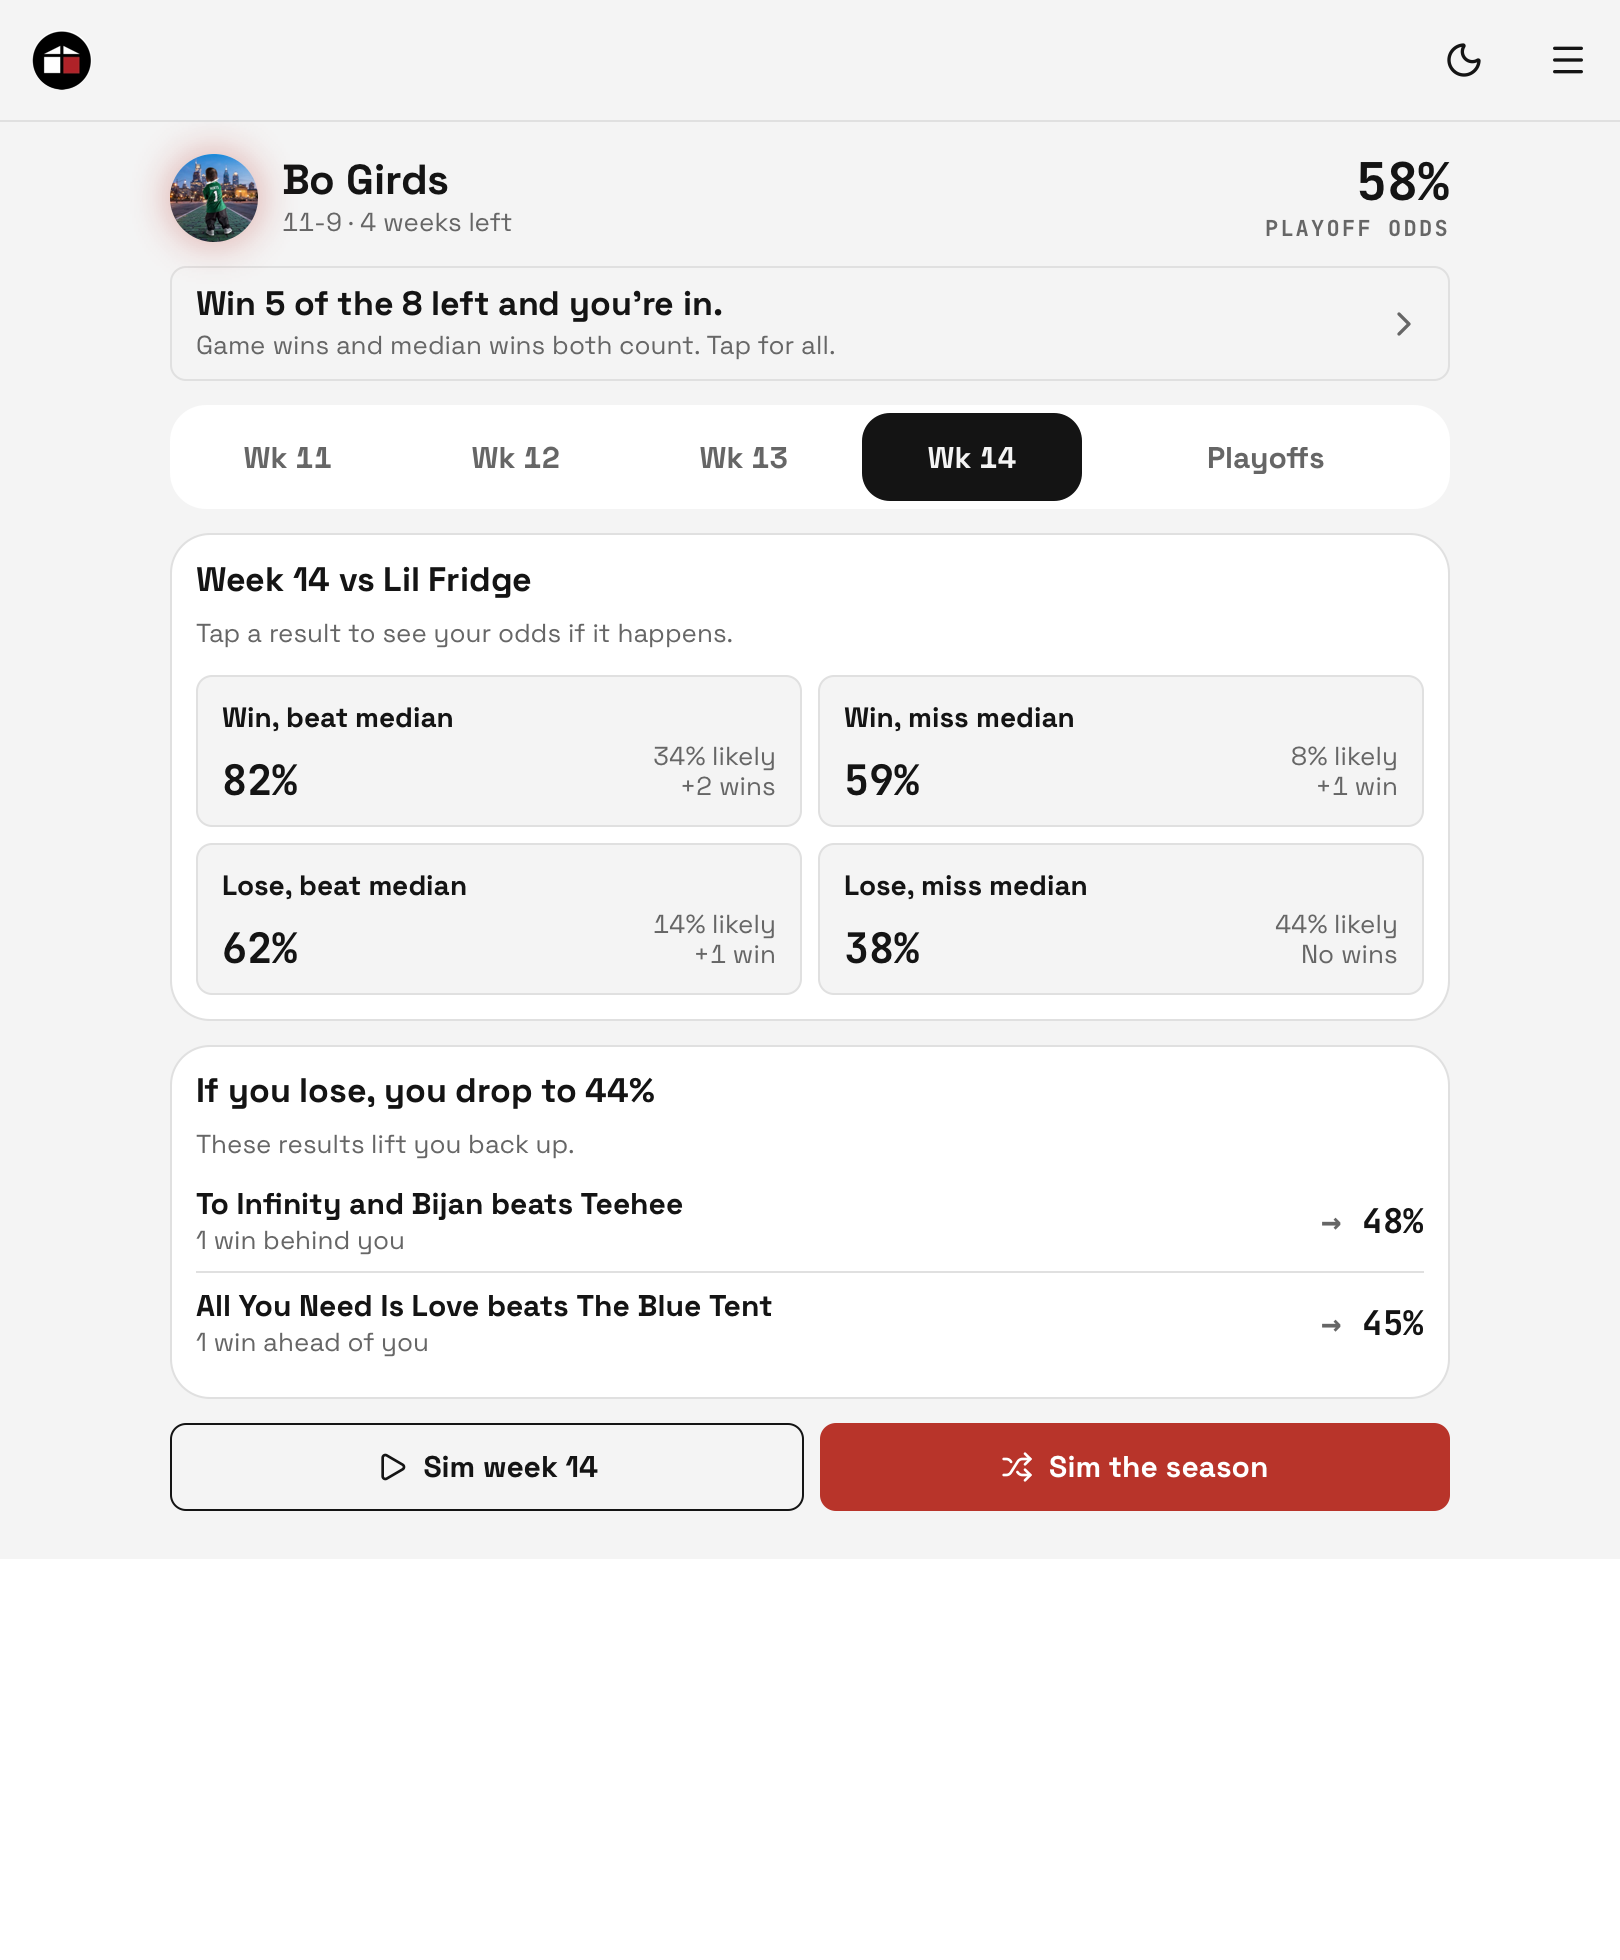 Bo Girds
11-9 · 4 weeks left
58%
PLAYOFF ODDS
Win 5 of the 8 left and you’re in.
Game wins and median wins both count. Tap for all.
Wk 11
Wk 12
Wk 13
Wk 14
Playoffs
Week 14 vs Lil Fridge
Tap a result to see your odds if it happens.
Win, beat median
82%
34% likely
+2 wins
Win, miss median
59%
8% likely
+1 win
Lose, beat median
62%
14% likely
+1 win
Lose, miss median
38%
44% likely
No wins
If you lose, you drop to 44%
These results lift you back up.
To Infinity and Bijan beats Teehee
1 win behind you
→ 48%
All You Need Is Love beats The Blue Tent
1 win ahead of you
→ 45%
Sim week 14
Sim the season